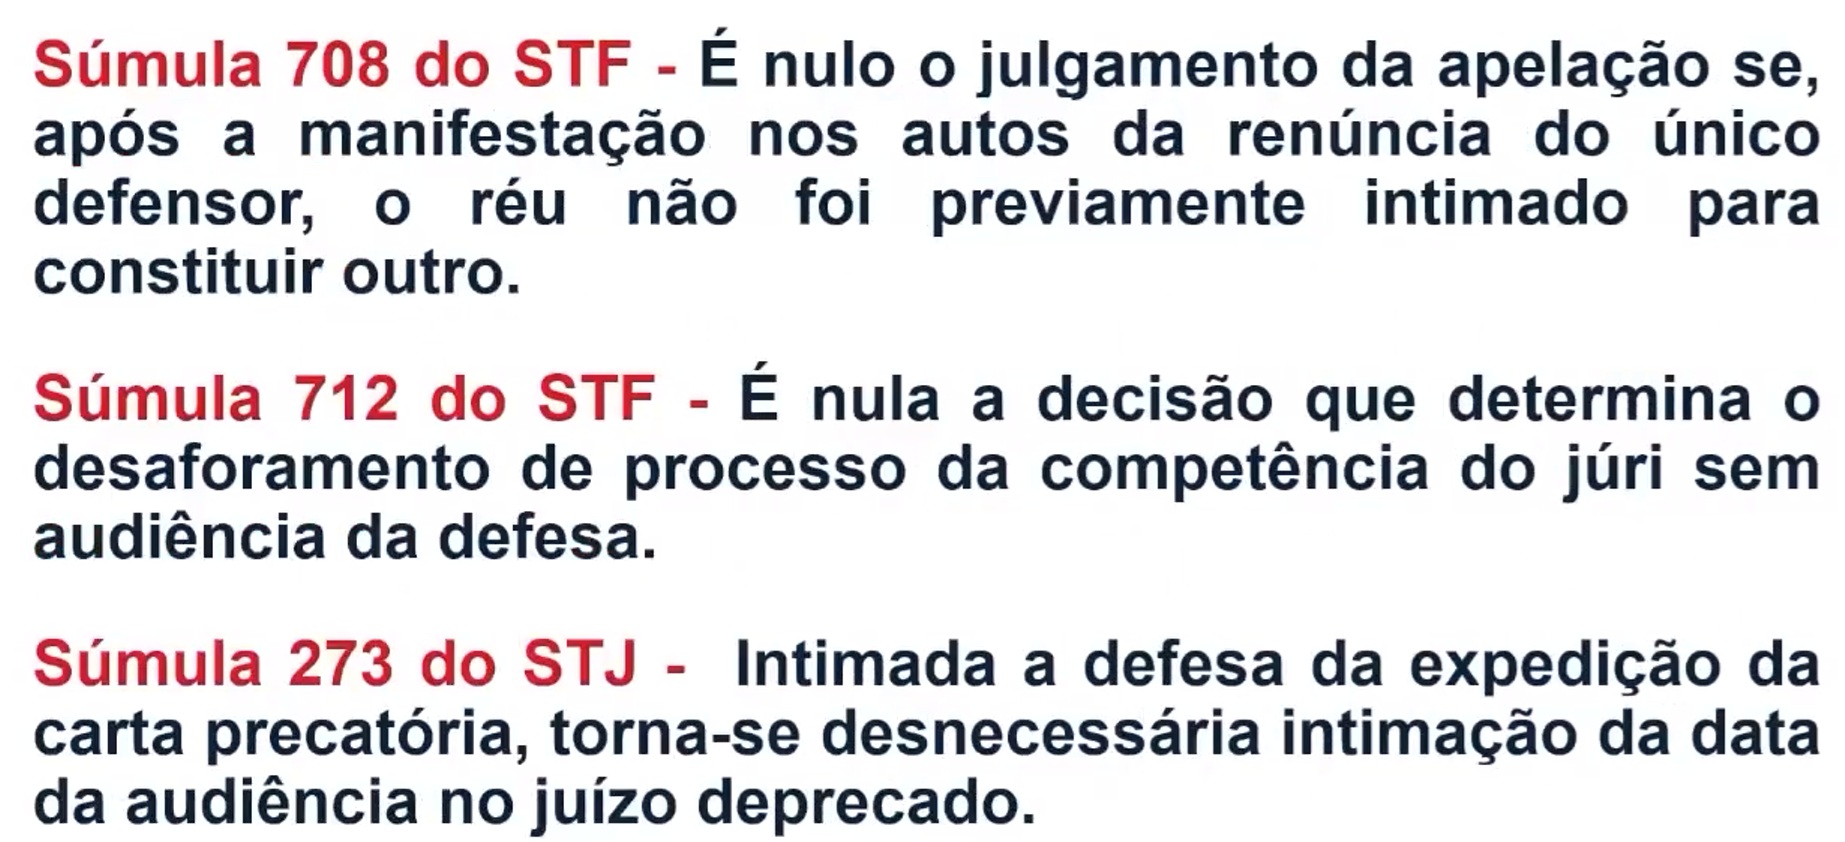 Súmula 708 do STF - É nulo o julgamento da apelação se,
após a manifestação nos autos da renúncia do único
defensor, o réu não foi previamente intimado para
constituir outro.
Súmula 712 do STF - É nula a decisão que determina o
desaforamento de processo da competência do júri sem
audiência da defesa.
Súmula 273 do STJ - Intimada a defesa da expedição da
carta precatória, torna-se desnecessária intimação da data
da audiência no juízo deprecado.